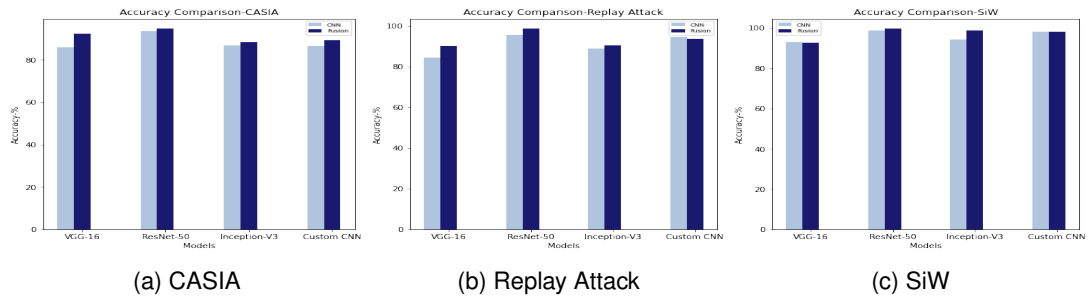 Accuracy Comparison-CASIA
CNN
Fusion
Accuracy-%
80
60
40
20
0
VGG-16 ResNet-50 Inception-V3 Custom CNN
Models
(a) CASIA
Accuracy Comparison-Replay Attack
CNN
Fusion
Accuracy-%
100
80
60
40
20
0
VGG-16 ResNet-50 Inception-V3 Custom CNN
Models
(b) Replay Attack
Accuracy Comparison-SiW
CNN
Fusion
Accuracy-%
100
80
60
40
20
0
VGG-16 ResNet-50 Inception-V3 Custom CNN
Models
(c) SiW